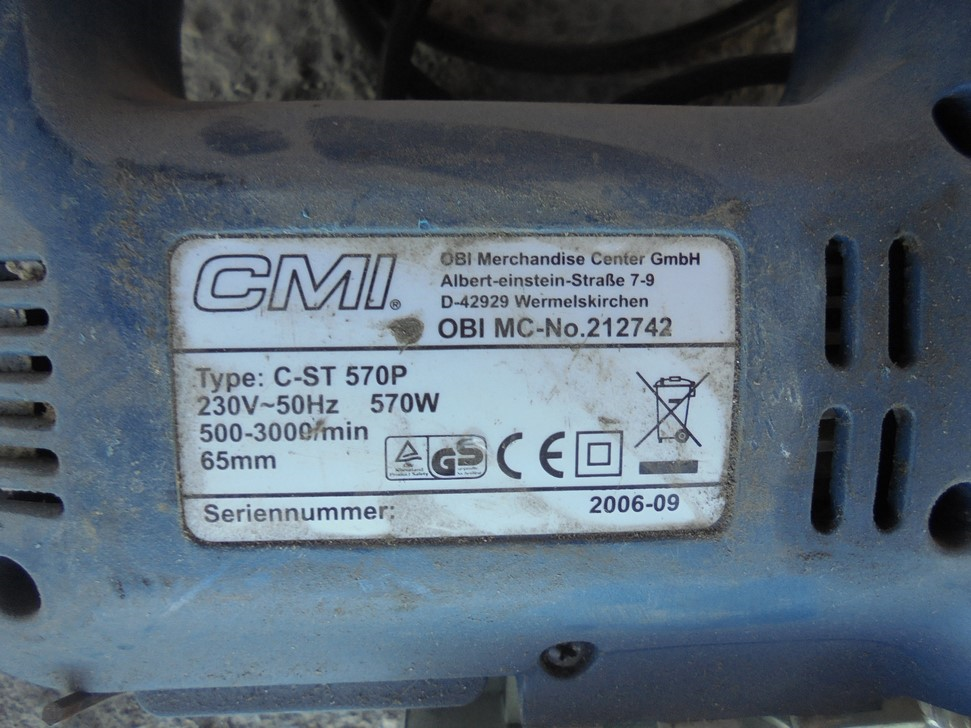 CMI®
OBI Merchandise Center GmbH
Albert-einstein-Straße 7-9
D-42929 Wermelskirchen
OBI MC-No.212742
Type: C-ST 570P
230V~50Hz 570W
500-3000/min
65mm
GS CE
Seriennummer:
2006-09